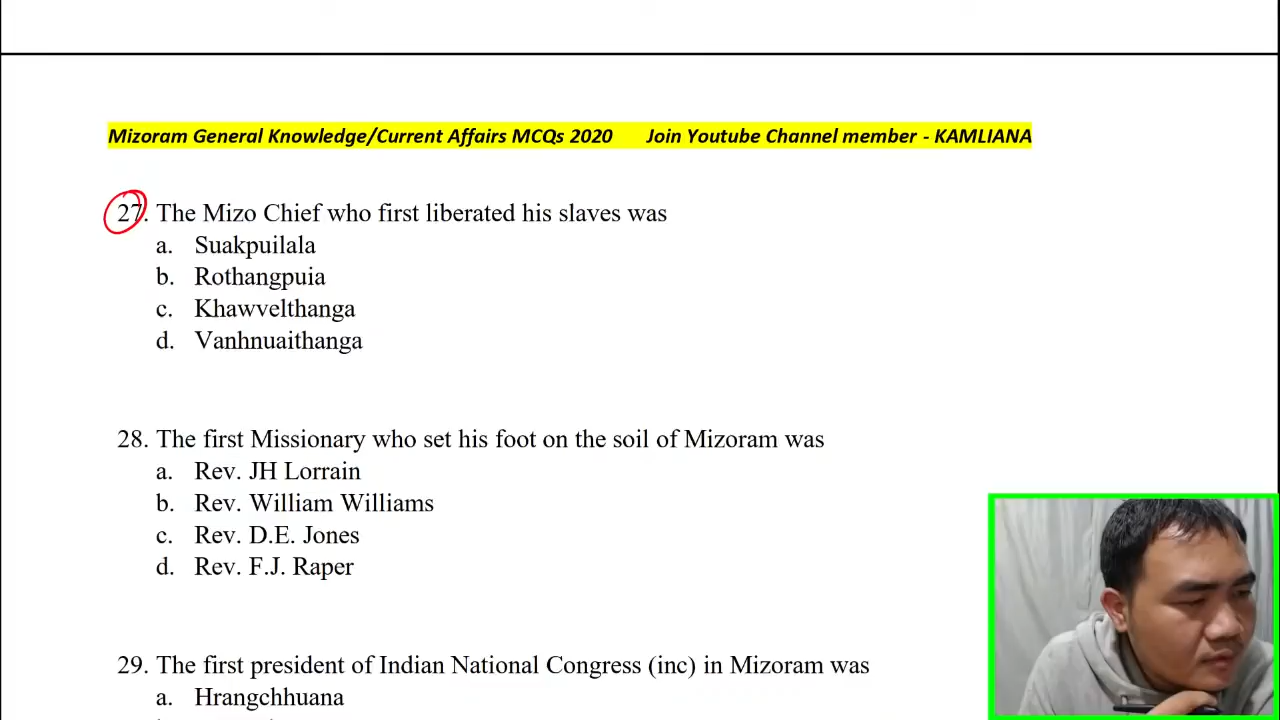 Mizoram General Knowledge/Current Affairs MCQs 2020 Join Youtube Channel member - KAMLIANA
27. The Mizo Chief who first liberated his slaves was
a. Suakpuilala
b. Rothangpuia
c. Khawvelthanga
d. Vanhnuaithanga
28. The first Missionary who set his foot on the soil of Mizoram was
a. Rev. JH Lorrain
b. Rev. William Williams
c. Rev. D.E. Jones
d. Rev. F.J. Raper
29. The first president of Indian National Congress (inc) in Mizoram was
a. Hrangchhuana